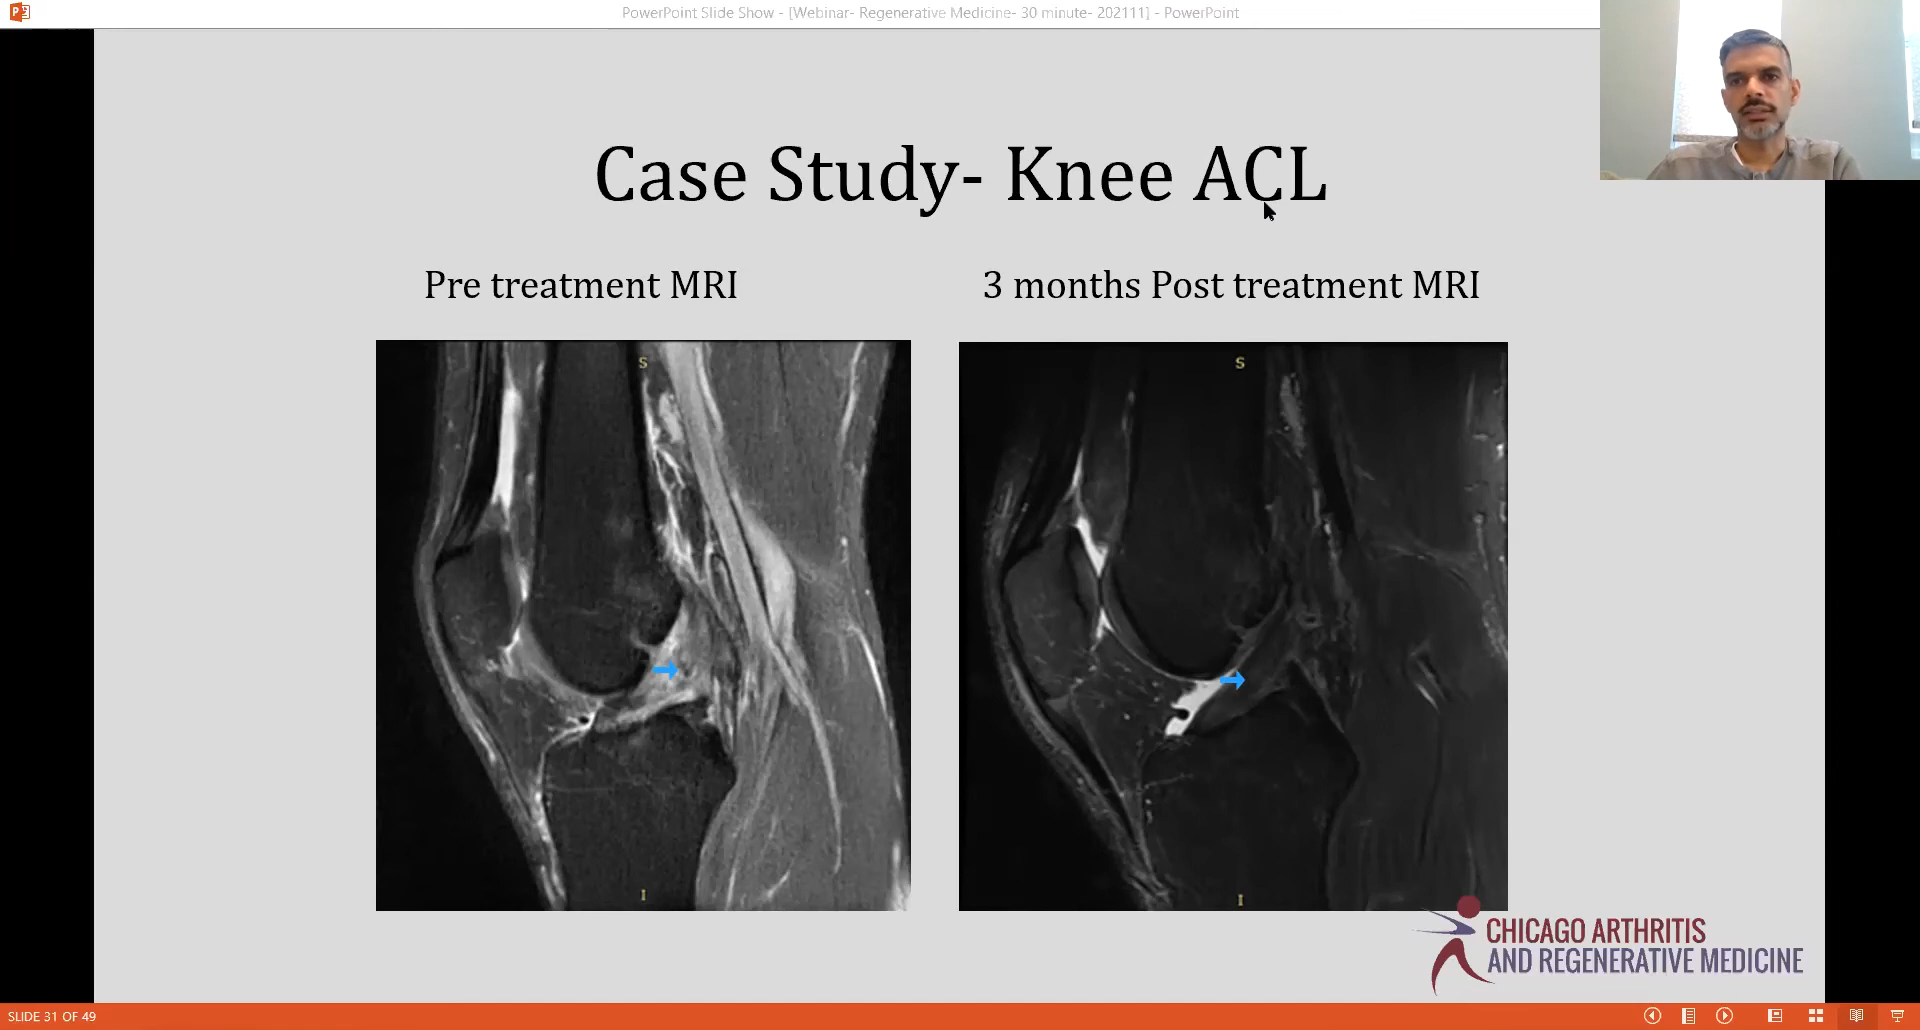 PowerPoint Slide Show - [Webinar- Regenerative Medicine- 30 minute- 202111] - PowerPoint
Case Study- Knee ACL
Pre treatment MRI
3 months Post treatment MRI
S
S
I
I
CHICAGO ARTHRITIS
AND REGENERATIVE MEDICINE
SLIDE 31 OF 49